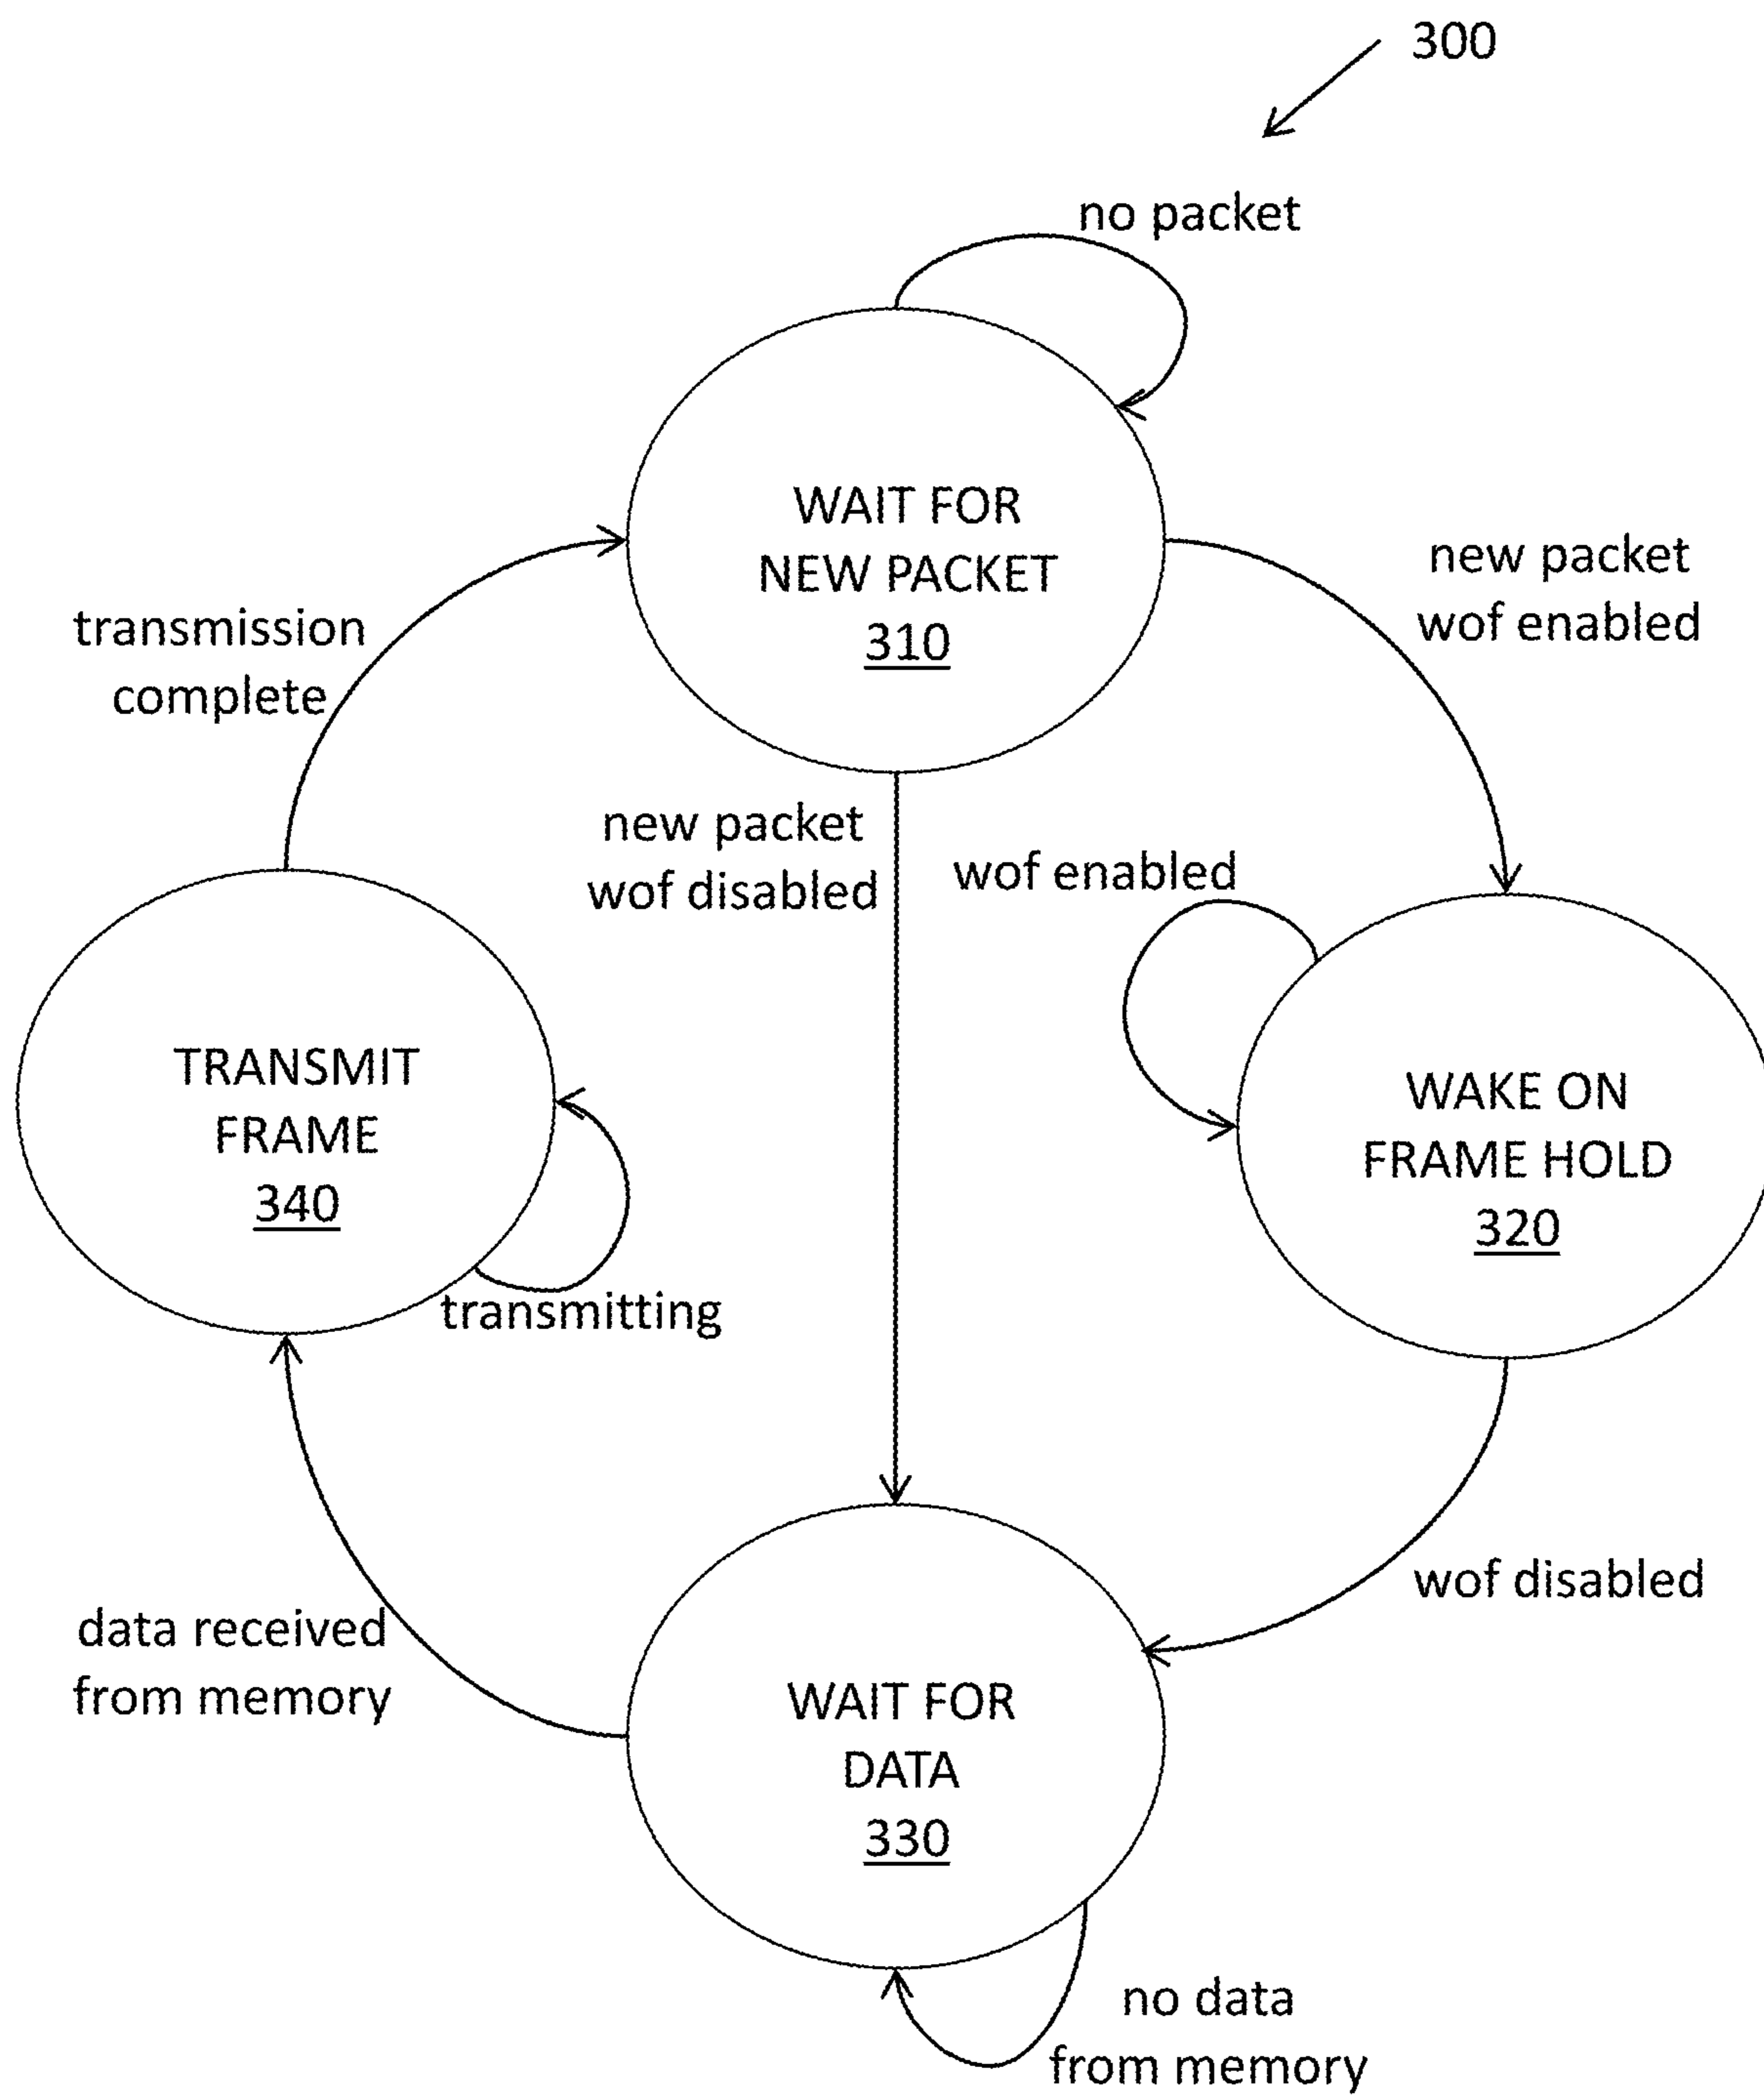 300
no packet
WAIT FOR
NEW PACKET
310
new packet
wof enabled
transmission
complete
new packet
wof disabled
wof enabled
TRANSMIT
FRAME
340
transmitting
WAKE ON
FRAME HOLD
320
wof disabled
data received
from memory
WAIT FOR
DATA
330
no data
from memory